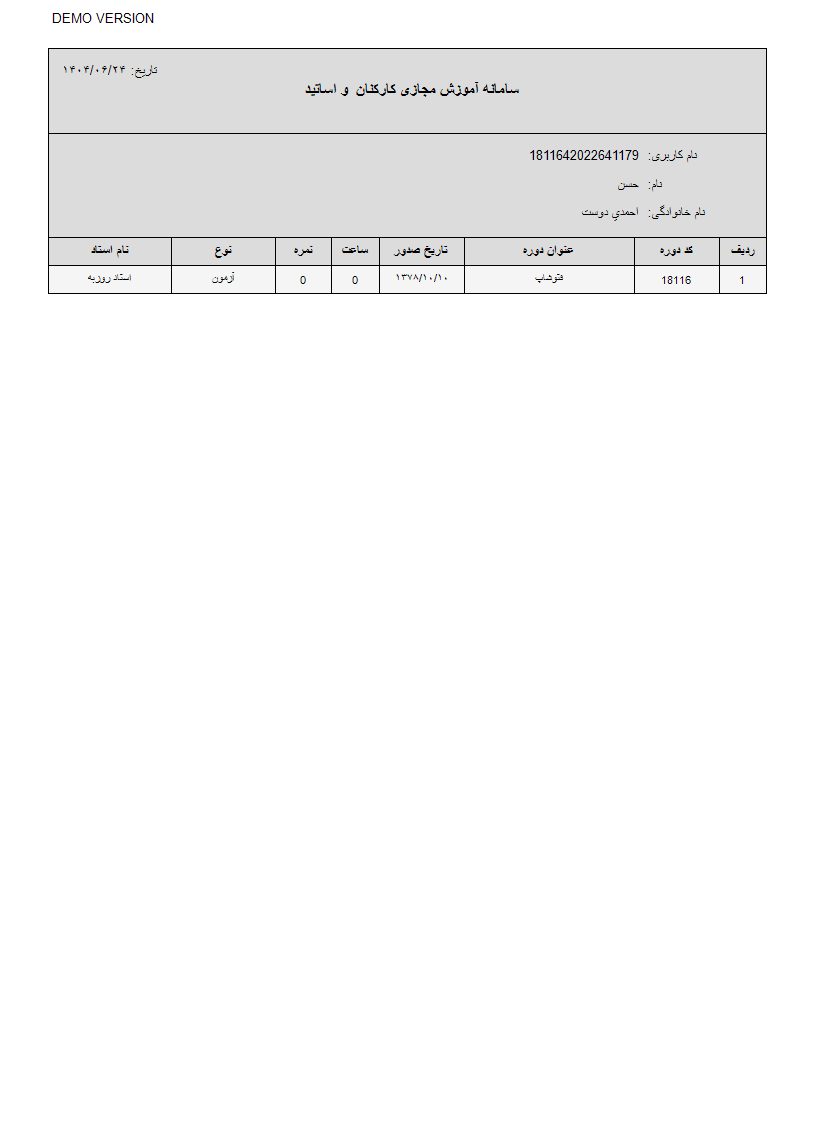 DEMO VERSION
تاریخ: ۱۴۰۴/۰۶/۲۴
سامانه آموزش مجازی کارکنان و اساتید
نام کاربری: 1811642022641179
نام: حسن
نام خانوادگی: احمدي دوست
ردیف کد دوره عنوان دوره تاریخ صدور ساعت نمره نوع نام استاد
1 18116 فتوشاپ ۱۳۷۸/۱۰/۱۰ 0 0 آزمون استاد روزبه